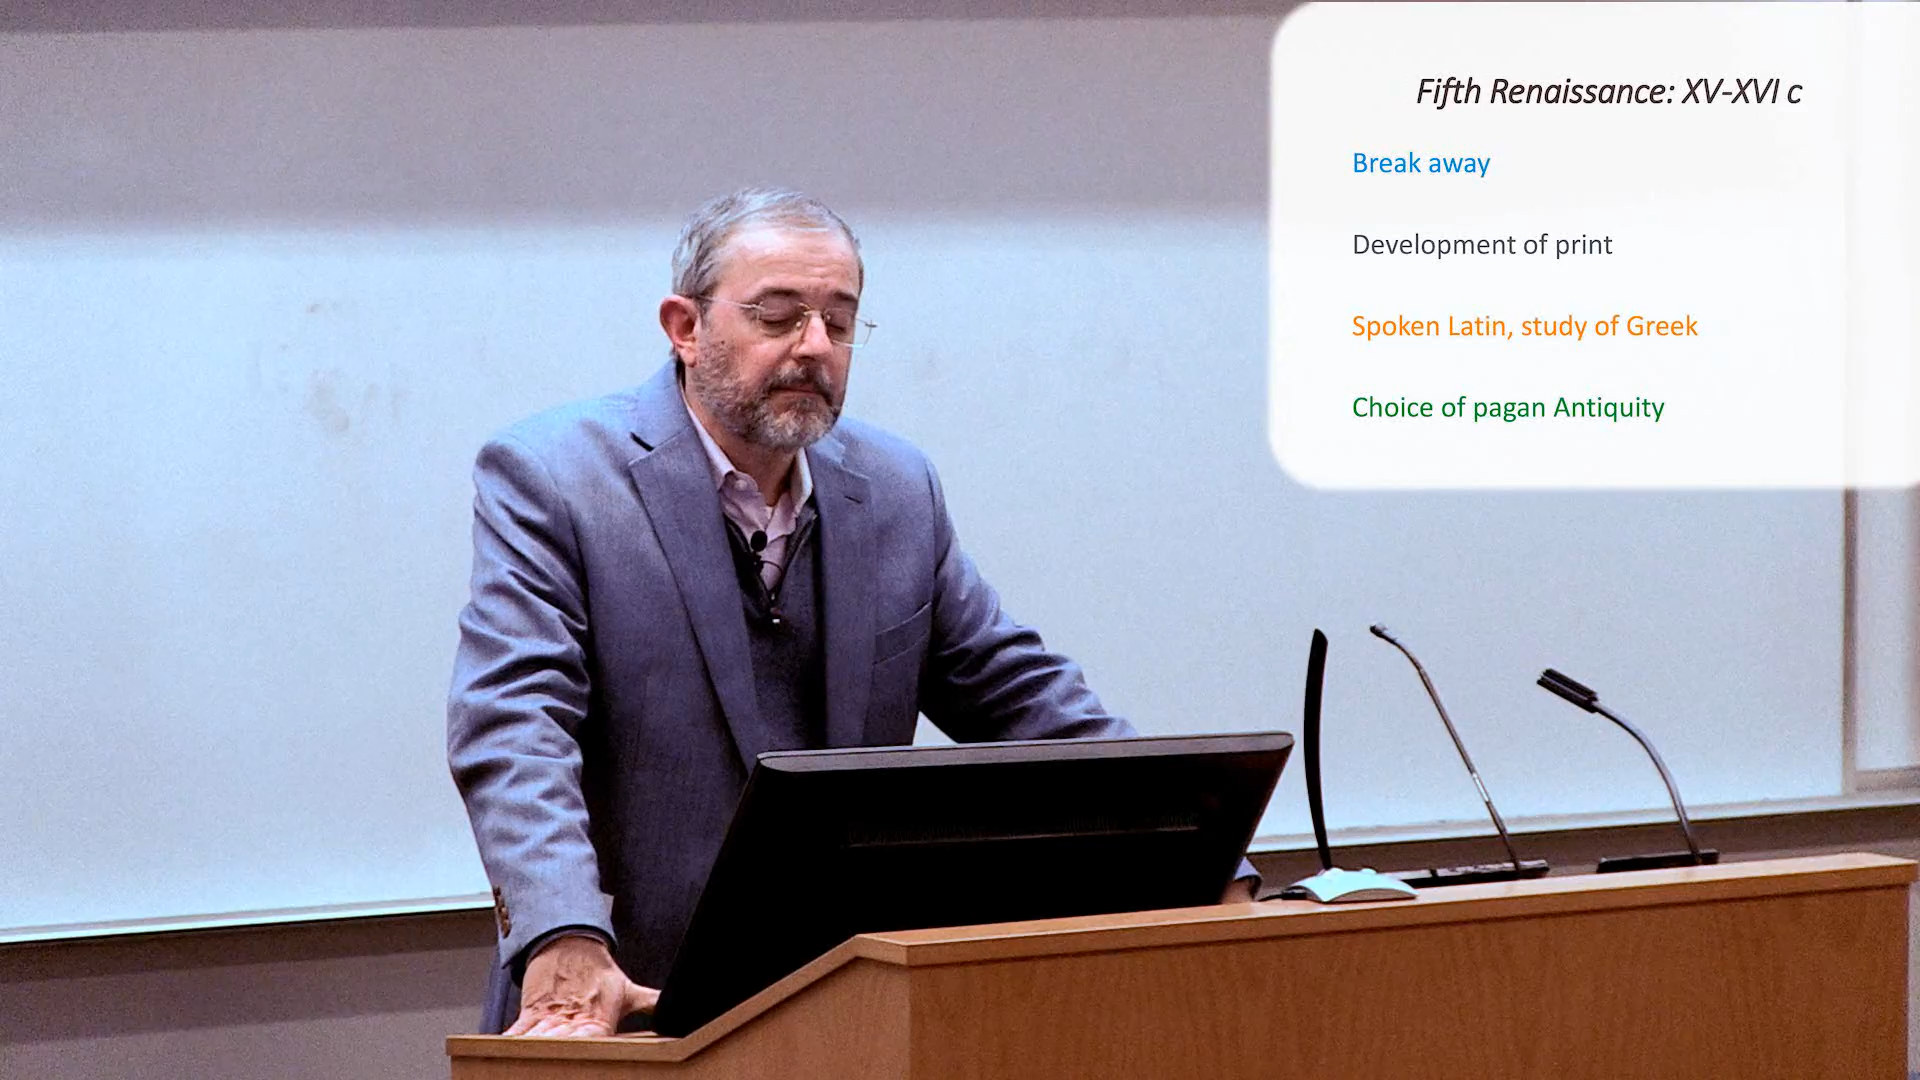 Fifth Renaissance: XV-XVI c
Break away
Development of print
Spoken Latin, study of Greek
Choice of pagan Antiquity